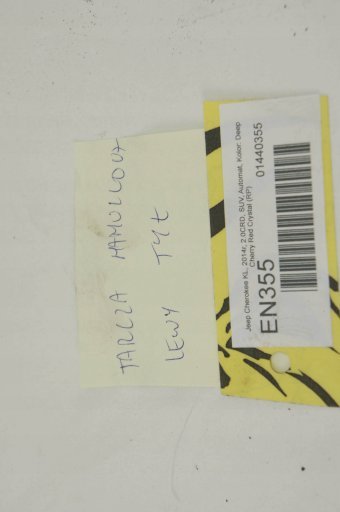 TARCZA HAMULCOWA
LEWY TYŁ
Jeep Cherokee KL, 2014r, 2.0CRD, SUV, Automat, Kolor: Deep
Cherry Red Crystal (RP)
EN355
01440355